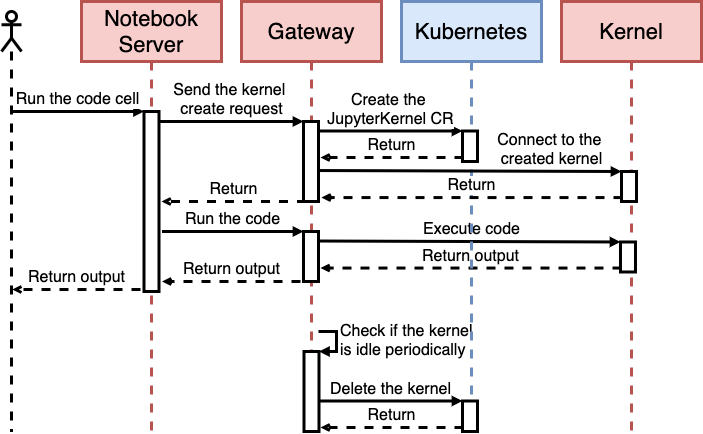 Notebook
Server
Gateway
Kubernetes
Kernel
Run the code cell
Send the kernel
create request
Create the
JupyterKernel CR
Return
Connect to the
created kernel
Return
Return
Run the code
Execute code
Return output
Return output
Return output
Check if the kernel
is idle periodically
Delete the kernel
Return